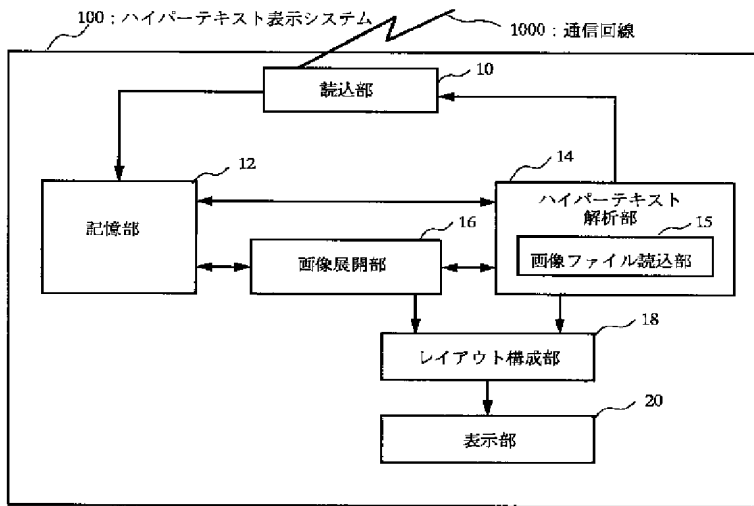 100：ハイパーテキスト表示システム
1000：通信回線
10
読込部
12
14
記憶部
ハイパーテキスト
解析部
15
画像ファイル読込部
16
画像展開部
18
レイアウト構成部
20
表示部